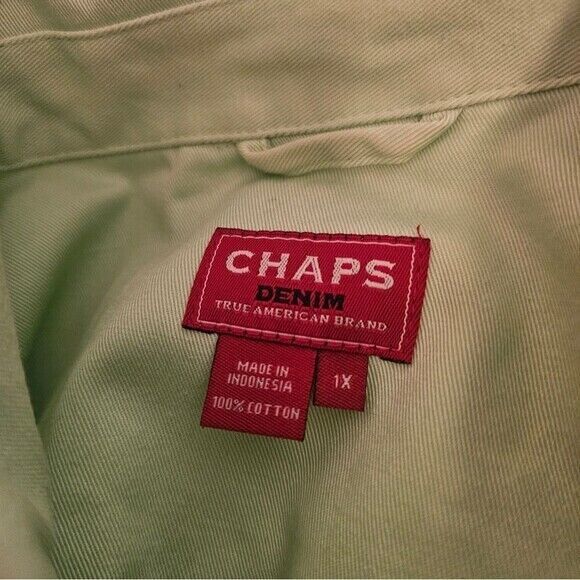 CHAPS
DENIM
TRUE AMERICAN BRAND
MADE IN
INDONESIA
100% COTTON
1X